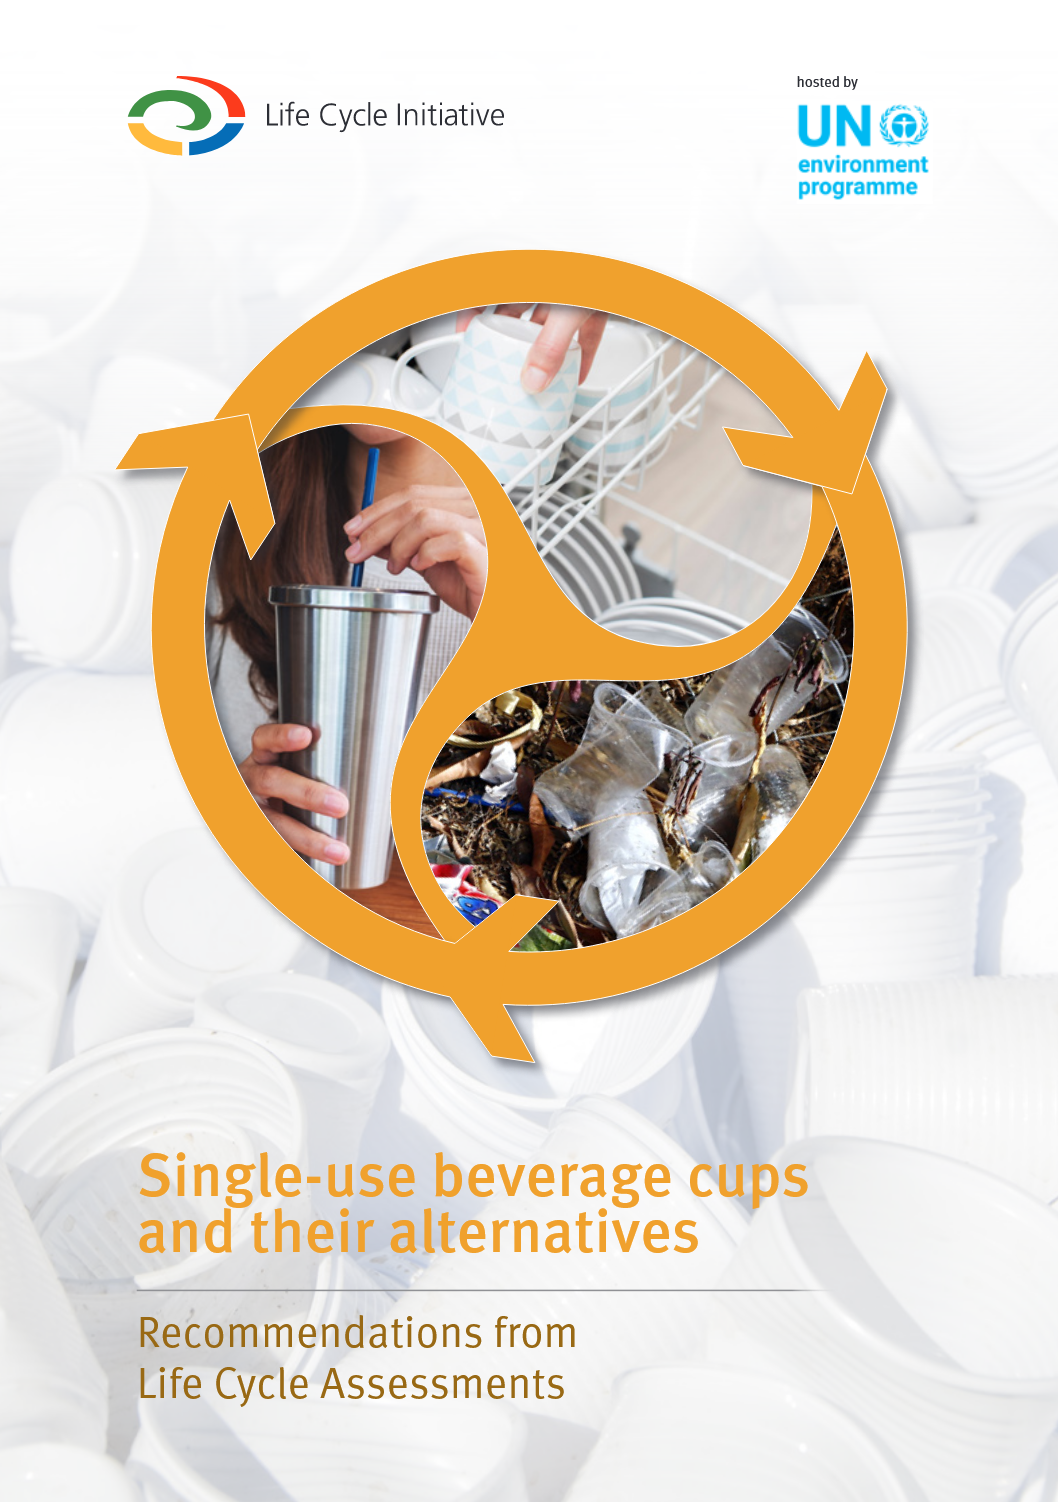 Life Cycle Initiative
hosted by
UN
environment
programme
Single-use beverage cups
and their alternatives
Recommendations from
Life Cycle Assessments